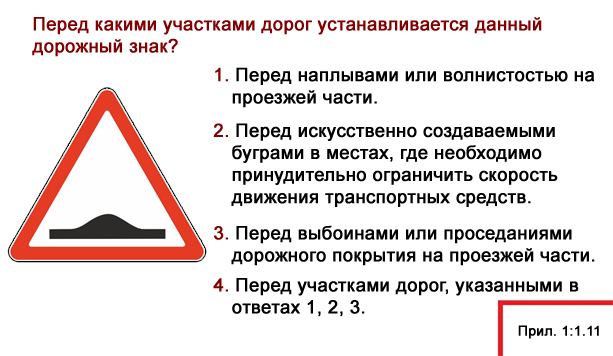 Перед какими участками дорог устанавливается данный
дорожный знак?
1. Перед наплывами или волнистостью на
проезжей части.
2. Перед искусственно создаваемыми
буграми в местах, где необходимо
принудительно ограничить скорость
движения транспортных средств.
3. Перед выбоинами или проседаниями
дорожного покрытия на проезжей части.
4. Перед участками дорог, указанными в
ответах 1, 2, 3.
Прил. 1:1.11